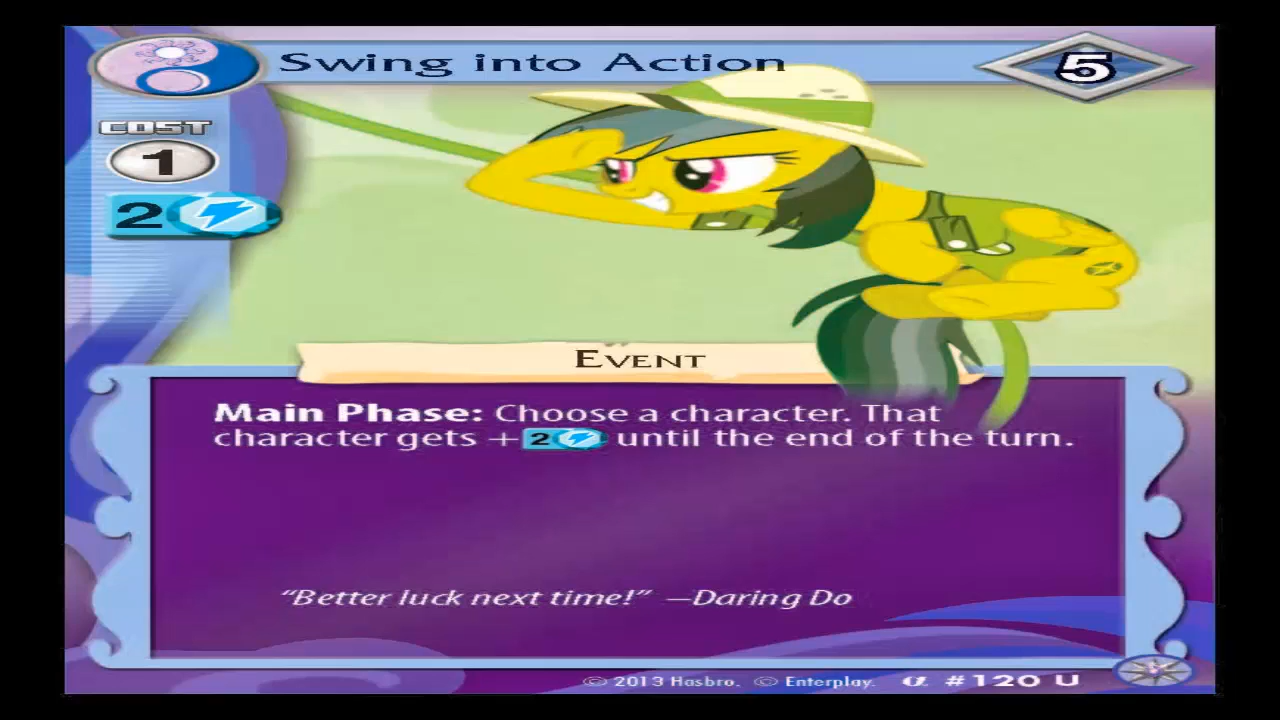 Swing into Action
5
COST
1
2
EVENT
Main Phase: Choose a character. That
character gets +2 until the end of the turn.
“Better luck next time!” —Daring Do
© 2013 Hasbro. © Enterplay. α #120 U